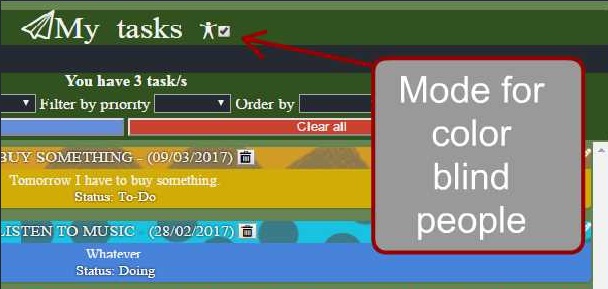 My tasks
Mode for
color
blind
people
You have 3 task/s
Filter by priority
Order by
Clear all
BUY SOMETHING - (09/03/2017)
Tomorrow I have to buy something.
Status: To-Do
LISTEN TO MUSIC - (28/02/2017)
Whatever
Status: Doing